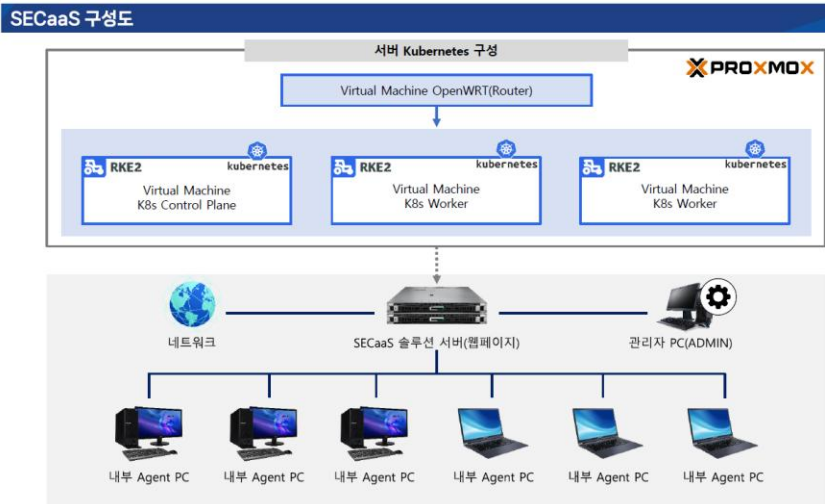 SECaaS 구성도
서버 Kubernetes 구성
PROXMOX
Virtual Machine OpenWRT(Router)
RKE2
kubernetes
Virtual Machine
K8s Control Plane
RKE2
kubernetes
Virtual Machine
K8s Worker
RKE2
kubernetes
Virtual Machine
K8s Worker
네트워크
SECaaS 솔루션 서버(웹페이지)
관리자 PC(ADMIN)
내부 Agent PC
내부 Agent PC
내부 Agent PC
내부 Agent PC
내부 Agent PC
내부 Agent PC